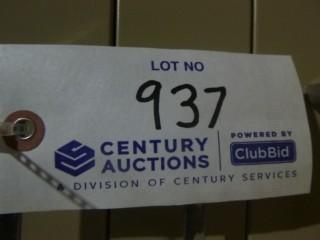 LOT NO
937
CENTURY
AUCTIONS
POWERED BY
ClubBid
DIVISION OF CENTURY SERVICES